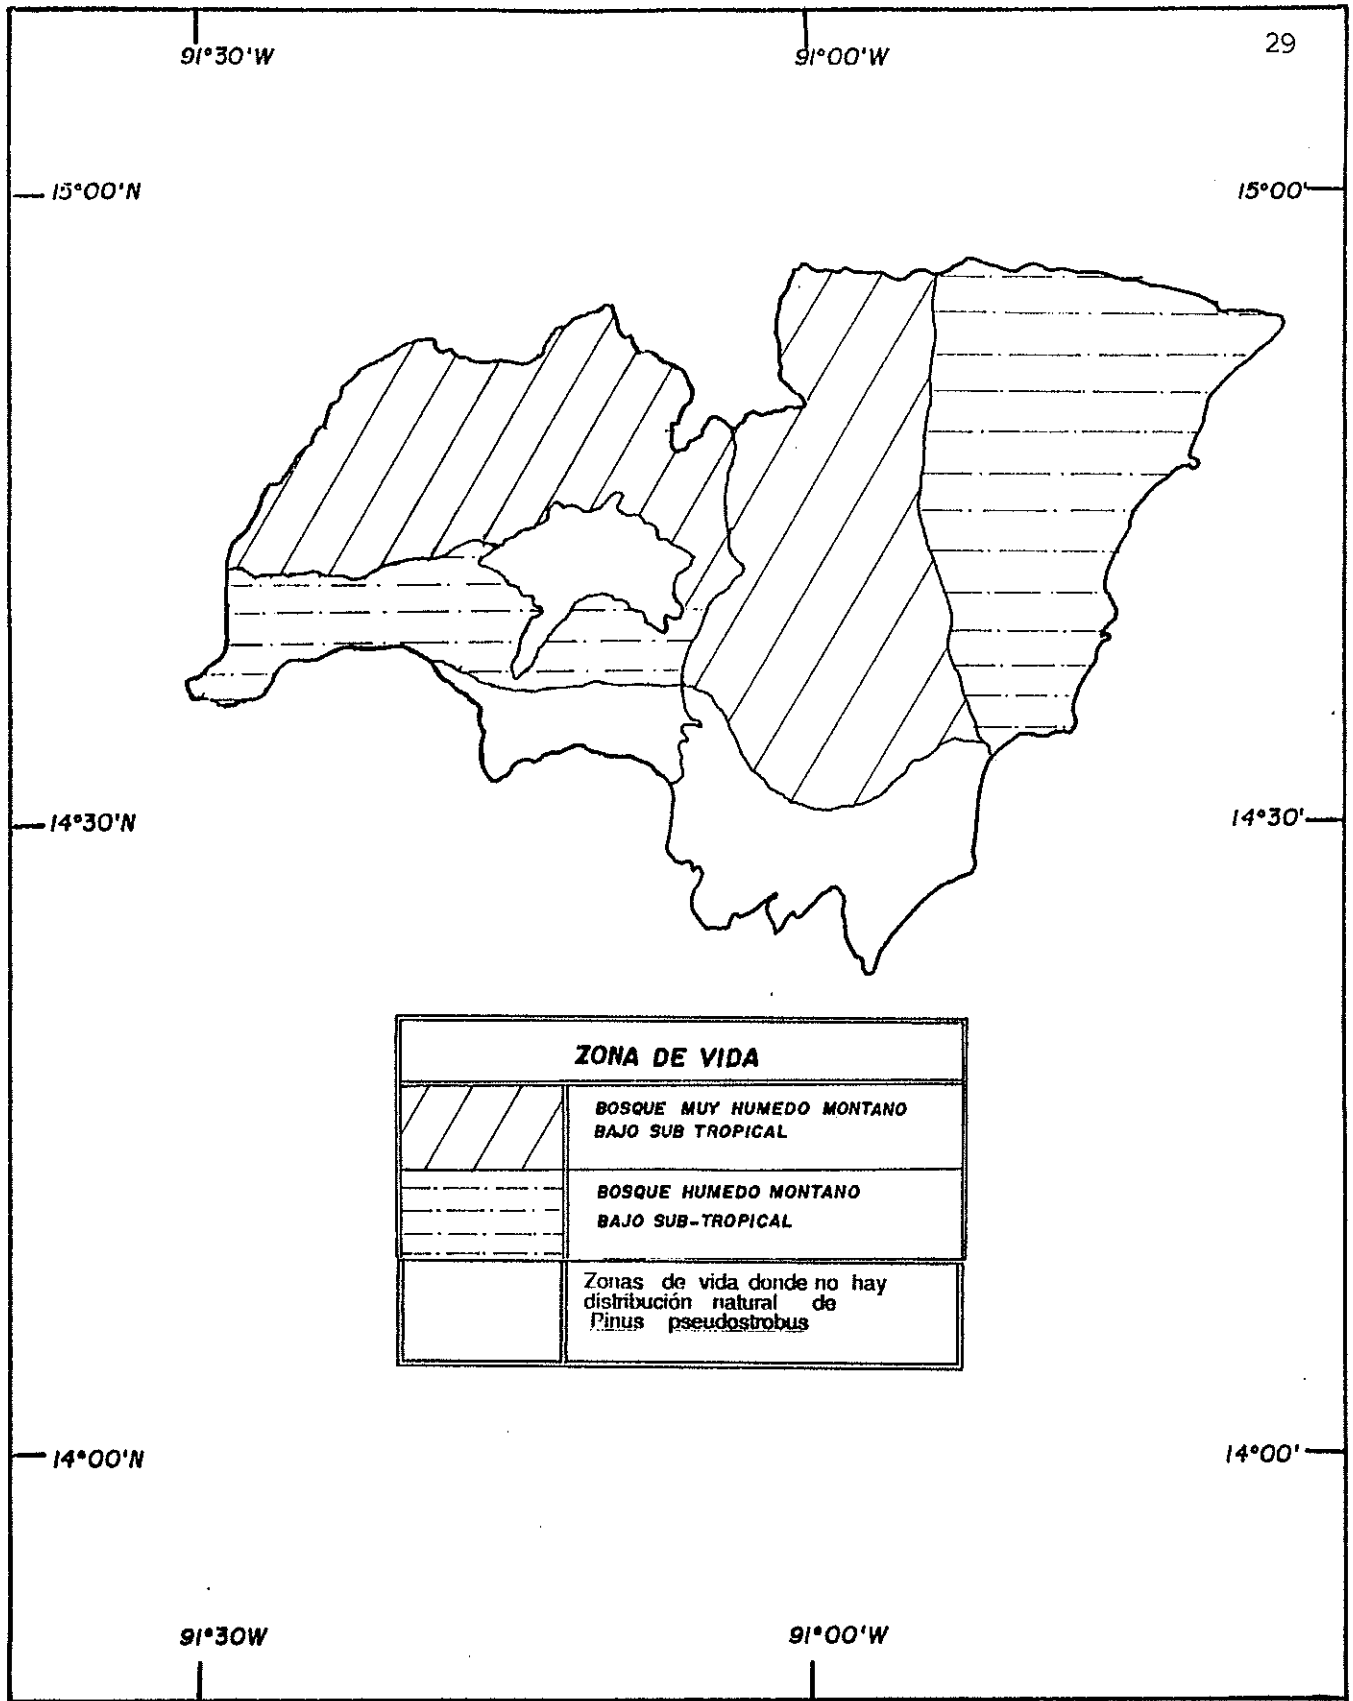 29
91°30'W
91°00'W
15°00'N
15°00'
14°30'N
14°30'
ZONA DE VIDA
BOSQUE MUY HUMEDO MONTANO
BAJO SUB TROPICAL
BOSQUE HUMEDO MONTANO
BAJO SUB-TROPICAL
Zonas de vida donde no hay
distribución natural de
Pinus pseudostrobus
14°00'N
14°00'
91°30W
91°00'W